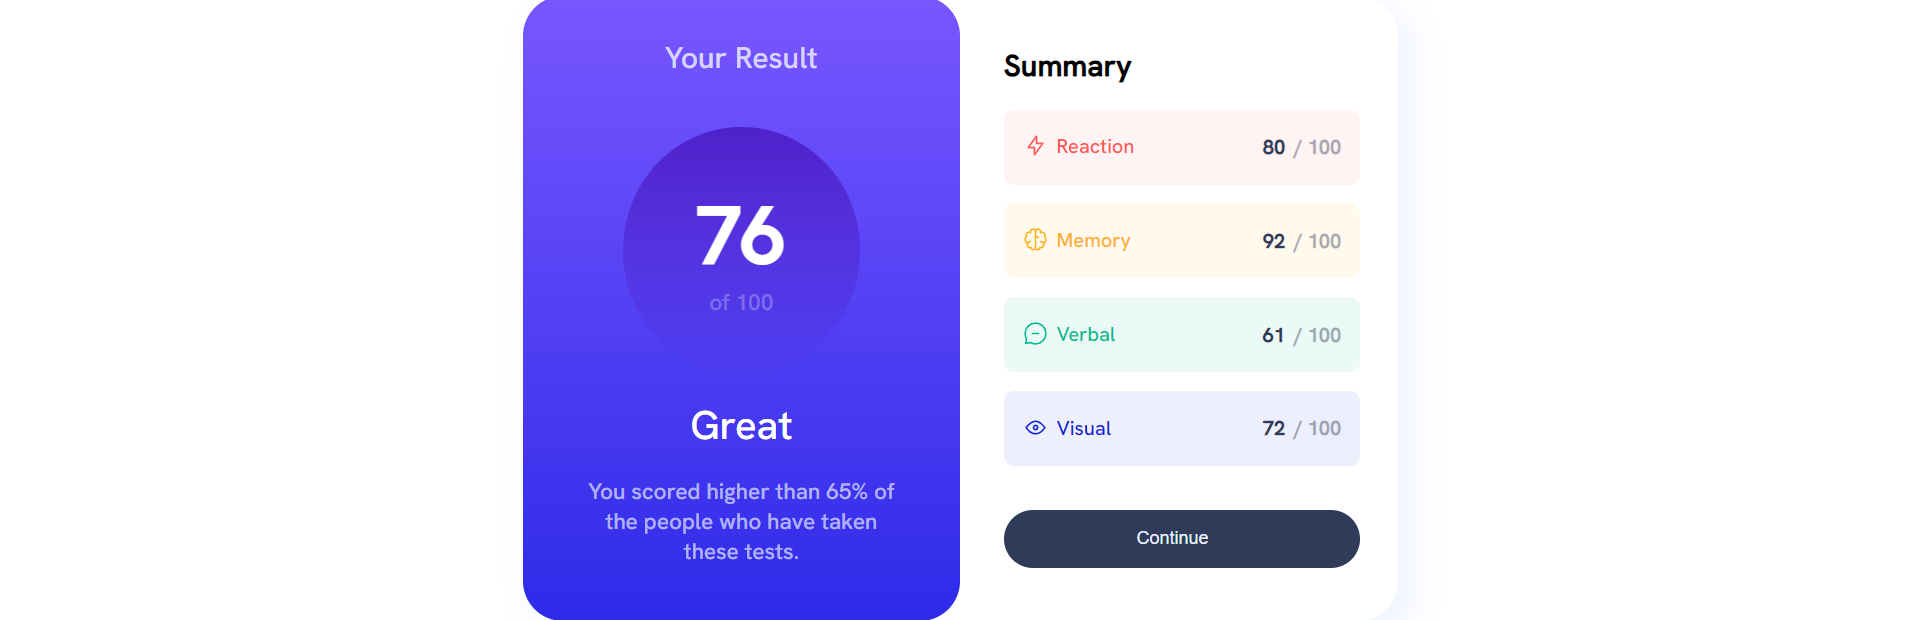 Your Result
76
of 100
Great
You scored higher than 65% of
the people who have taken
these tests.
Summary
Reaction 80 / 100
Memory 92 / 100
Verbal 61 / 100
Visual 72 / 100
Continue